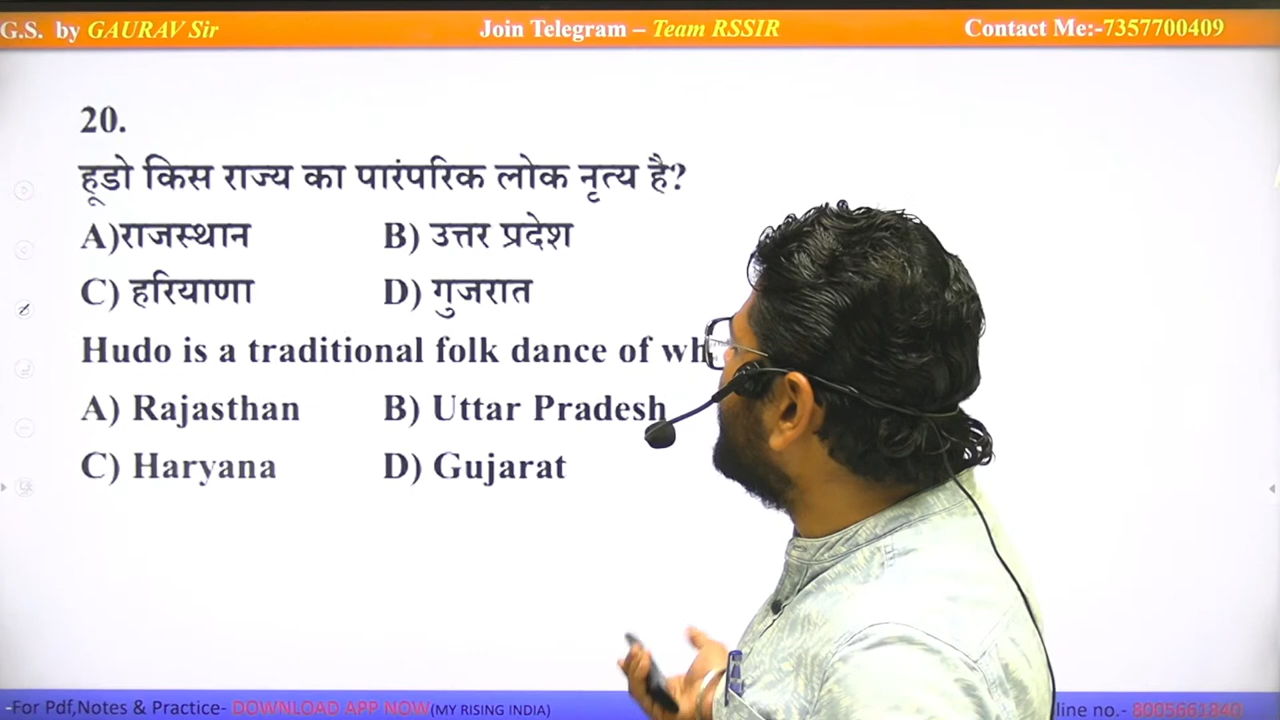 G.S. by GAURAV Sir
Join Telegram – Team RSSIR
Contact Me:-7357700409
20.
हूडो किस राज्य का पारंपरिक लोक नृत्य है?
A)राजस्थान B) उत्तर प्रदेश
C) हरियाणा D) गुजरात
Hudo is a traditional folk dance of wh
A) Rajasthan B) Uttar Pradesh
C) Haryana D) Gujarat
-For Pdf,Notes & Practice- DOWNLOAD APP NOW(MY RISING INDIA)
line no.- 8005661840